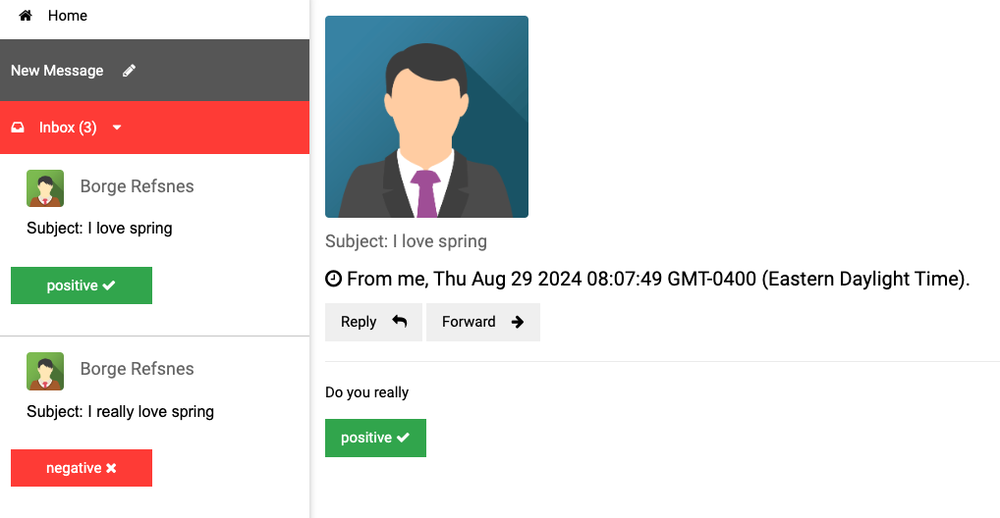 Home
New Message
Inbox (3)
Borge Refsnes
Subject: I love spring
positive
Borge Refsnes
Subject: I really love spring
negative
Subject: I love spring
From me, Thu Aug 29 2024 08:07:49 GMT-0400 (Eastern Daylight Time).
Reply Forward
Do you really
positive